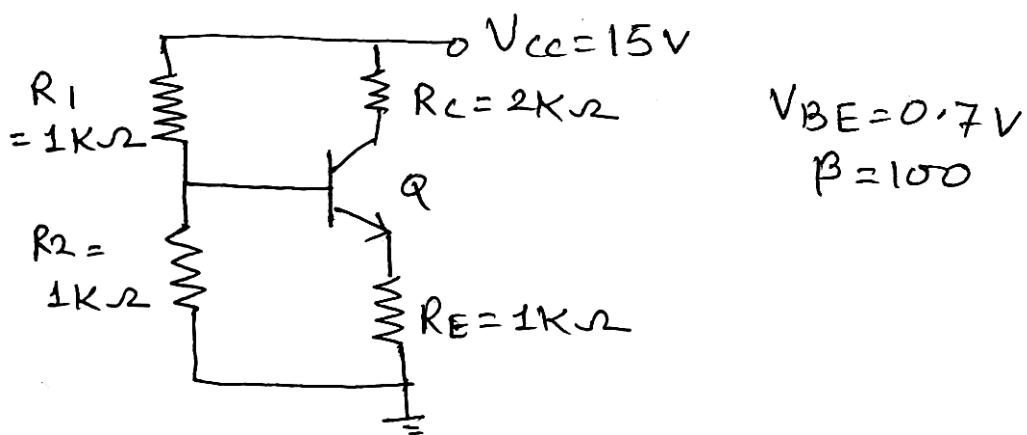 VCC=15V
R1
=1KΩ
RC=2KΩ
VBE=0.7V
β=100
Q
R2=
1KΩ
RE=1KΩ